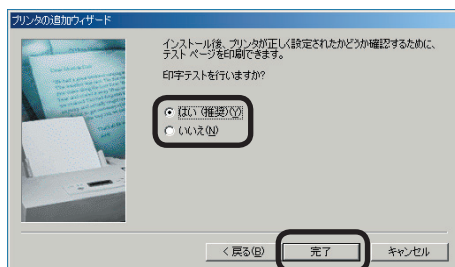 プリンタの追加ウィザード
インストール後、プリンタが正しく設定されたかどうか確認するために、
テスト ページを印刷できます。
印字テストを行いますか?
はい (推奨)(Y)
いいえ(N)
< 戻る(B)
完了
キャンセル